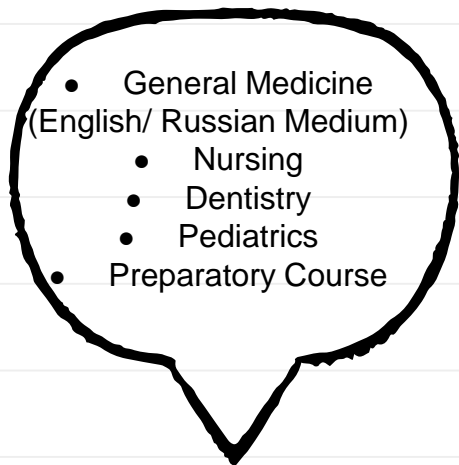 ● General Medicine
(English/ Russian Medium)
● Nursing
● Dentistry
● Pediatrics
● Preparatory Course